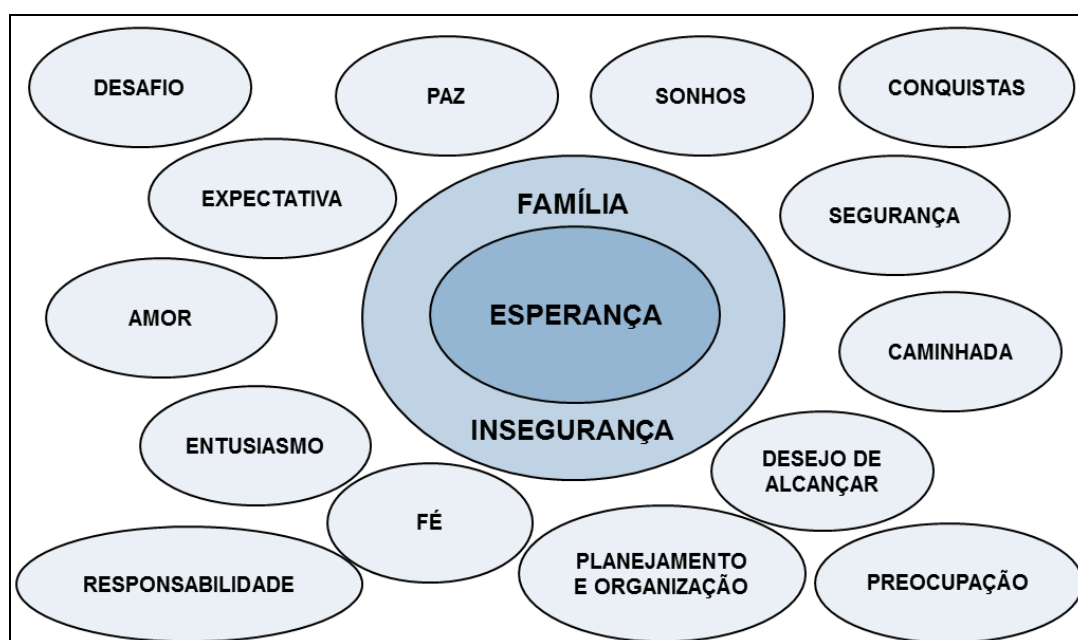 DESAFIO
PAZ
SONHOS
CONQUISTAS
EXPECTATIVA
FAMÍLIA
SEGURANÇA
AMOR
ESPERANÇA
CAMINHADA
ENTUSIASMO
INSEGURANÇA
DESEJO DE
ALCANÇAR
FÉ
RESPONSABILIDADE
PLANEJAMENTO
E ORGANIZAÇÃO
PREOCUPAÇÃO